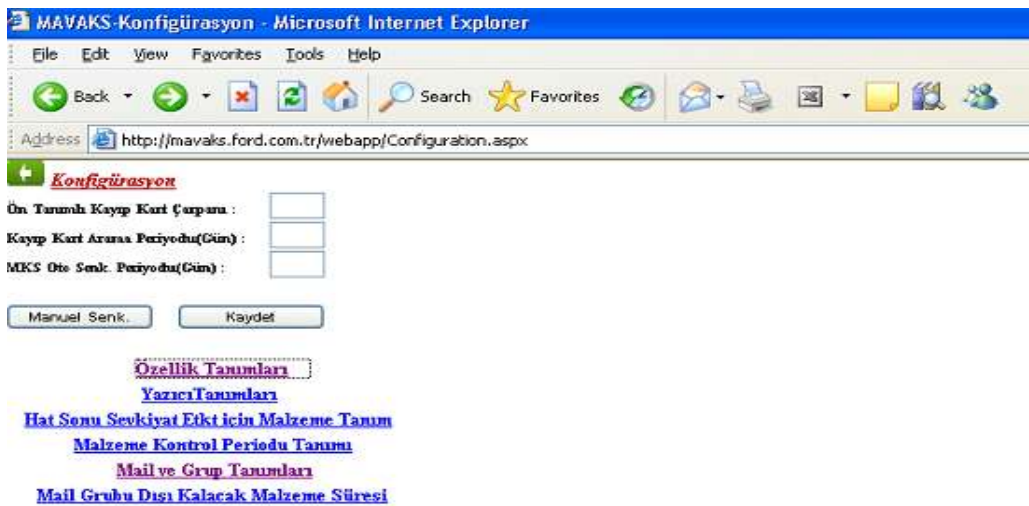 MAVAKS-Konfigürasyon - Microsoft Internet Explorer
File Edit View Favorites Tools Help
Back Search Favorites
Address http://mavaks.ford.com.tr/webapp/Configuration.aspx
Konfigürasyon
Ön Tanımlı Kayıp Kart Çarpanı :
Kayıp Kart Arama Periyodu(Gün) :
MKS Oto Senk. Periyodu(Gün) :
Manuel Senk. Kaydet
Özellik Tanımları
YazıcıTanımları
Hat Sonu Sevkiyat Etkt için Malzeme Tanım
Malzeme Kontrol Periodu Tanımı
Mail ve Grup Tanımları
Mail Grubu Dışı Kalacak Malzeme Süresi